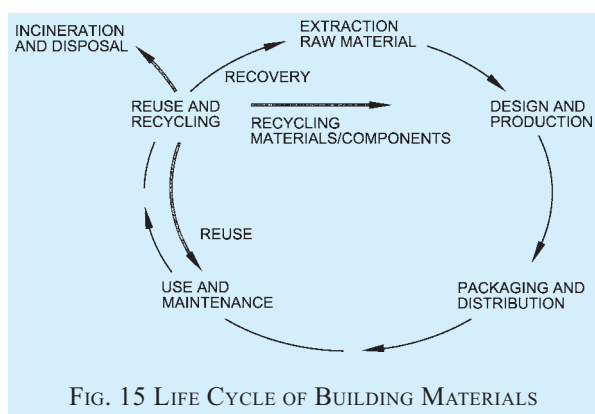 INCINERATION
AND DISPOSAL
EXTRACTION
RAW MATERIAL
RECOVERY
REUSE AND
RECYCLING
RECYCLING
MATERIALS/COMPONENTS
DESIGN AND
PRODUCTION
REUSE
USE AND
MAINTENANCE
PACKAGING AND
DISTRIBUTION
FIG. 15 LIFE CYCLE OF BUILDING MATERIALS